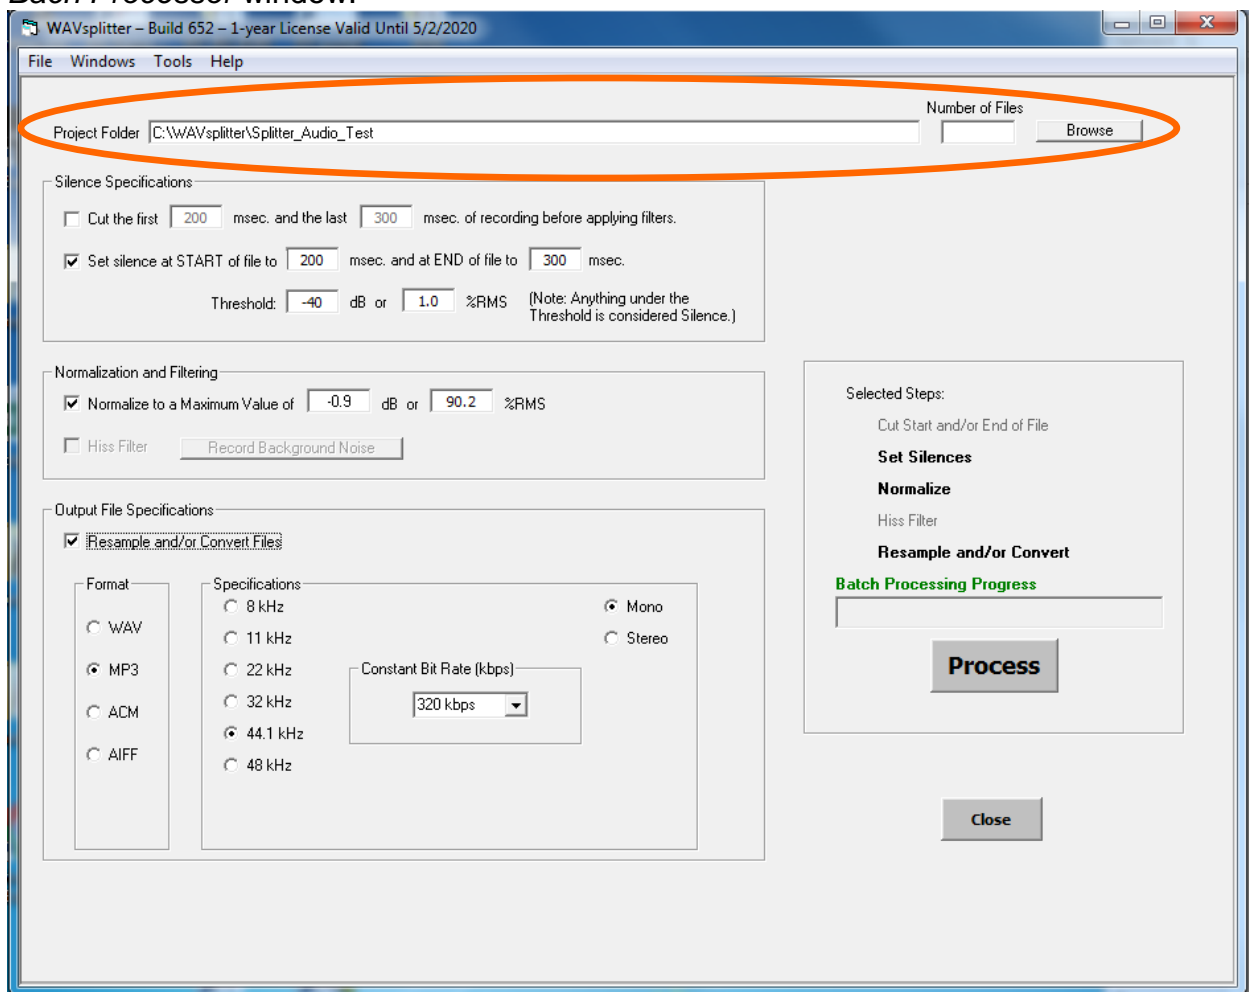 Bach Processer window.
WAVsplitter – Build 652 – 1-year License Valid Until 5/2/2020
File Windows Tools Help
Number of Files
Project Folder C:\WAVsplitter\Splitter_Audio_Test Browse
Silence Specifications
Cut the first 200 msec. and the last 300 msec. of recording before applying filters.
Set silence at START of file to 200 msec. and at END of file to 300 msec.
Threshold: -40 dB or 1.0 %RMS (Note: Anything under the
Threshold is considered Silence.)
Normalization and Filtering
Normalize to a Maximum Value of -0.9 dB or 90.2 %RMS
Hiss Filter Record Background Noise
Output File Specifications
Resample and/or Convert Files
Format
WAV
MP3
ACM
AIFF
Specifications
8 kHz
11 kHz
22 kHz
32 kHz
44.1 kHz
48 kHz
Constant Bit Rate (kbps)
320 kbps
Mono
Stereo
Selected Steps:
Cut Start and/or End of File
Set Silences
Normalize
Hiss Filter
Resample and/or Convert
Batch Processing Progress
Process
Close